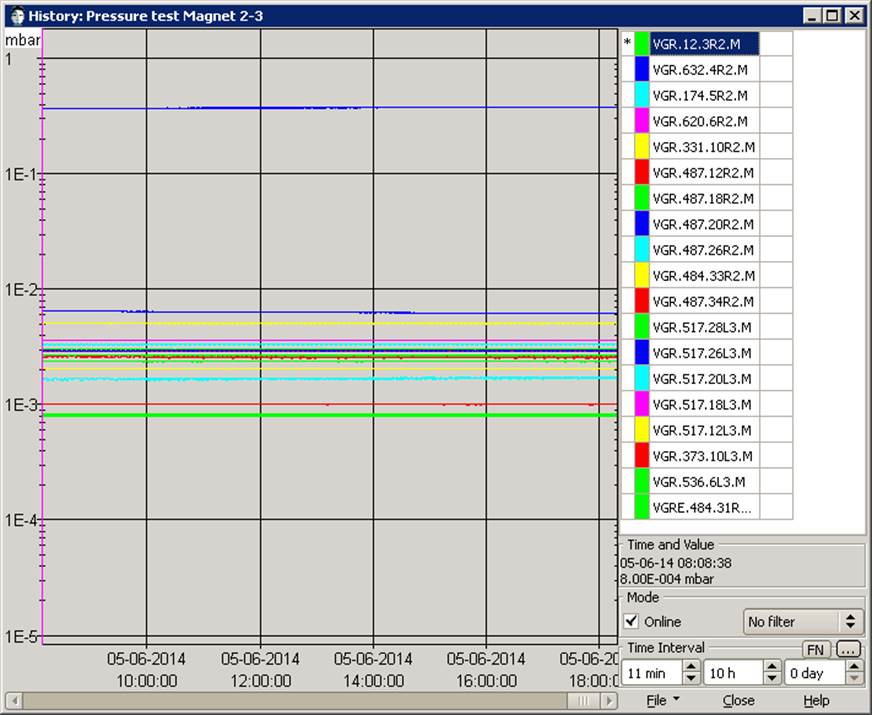 History: Pressure test Magnet 2-3
mbar
1
1E-1
1E-2
1E-3
1E-4
1E-5
05-06-2014 05-06-2014 05-06-2014 05-06-2014 05-06-20
10:00:00 12:00:00 14:00:00 16:00:00 18:00:0
* VGR.12.3R2.M
VGR.632.4R2.M
VGR.174.5R2.M
VGR.620.6R2.M
VGR.331.10R2.M
VGR.487.12R2.M
VGR.487.18R2.M
VGR.487.20R2.M
VGR.487.26R2.M
VGR.484.33R2.M
VGR.487.34R2.M
VGR.517.28L3.M
VGR.517.26L3.M
VGR.517.20L3.M
VGR.517.18L3.M
VGR.517.12L3.M
VGR.373.10L3.M
VGR.536.6L3.M
VGRE.484.31R...
Time and Value
05-06-14 08:08:38
8.00E-004 mbar
Mode
Online No filter
Time Interval FN ...
11 min 10 h 0 day
File Close Help